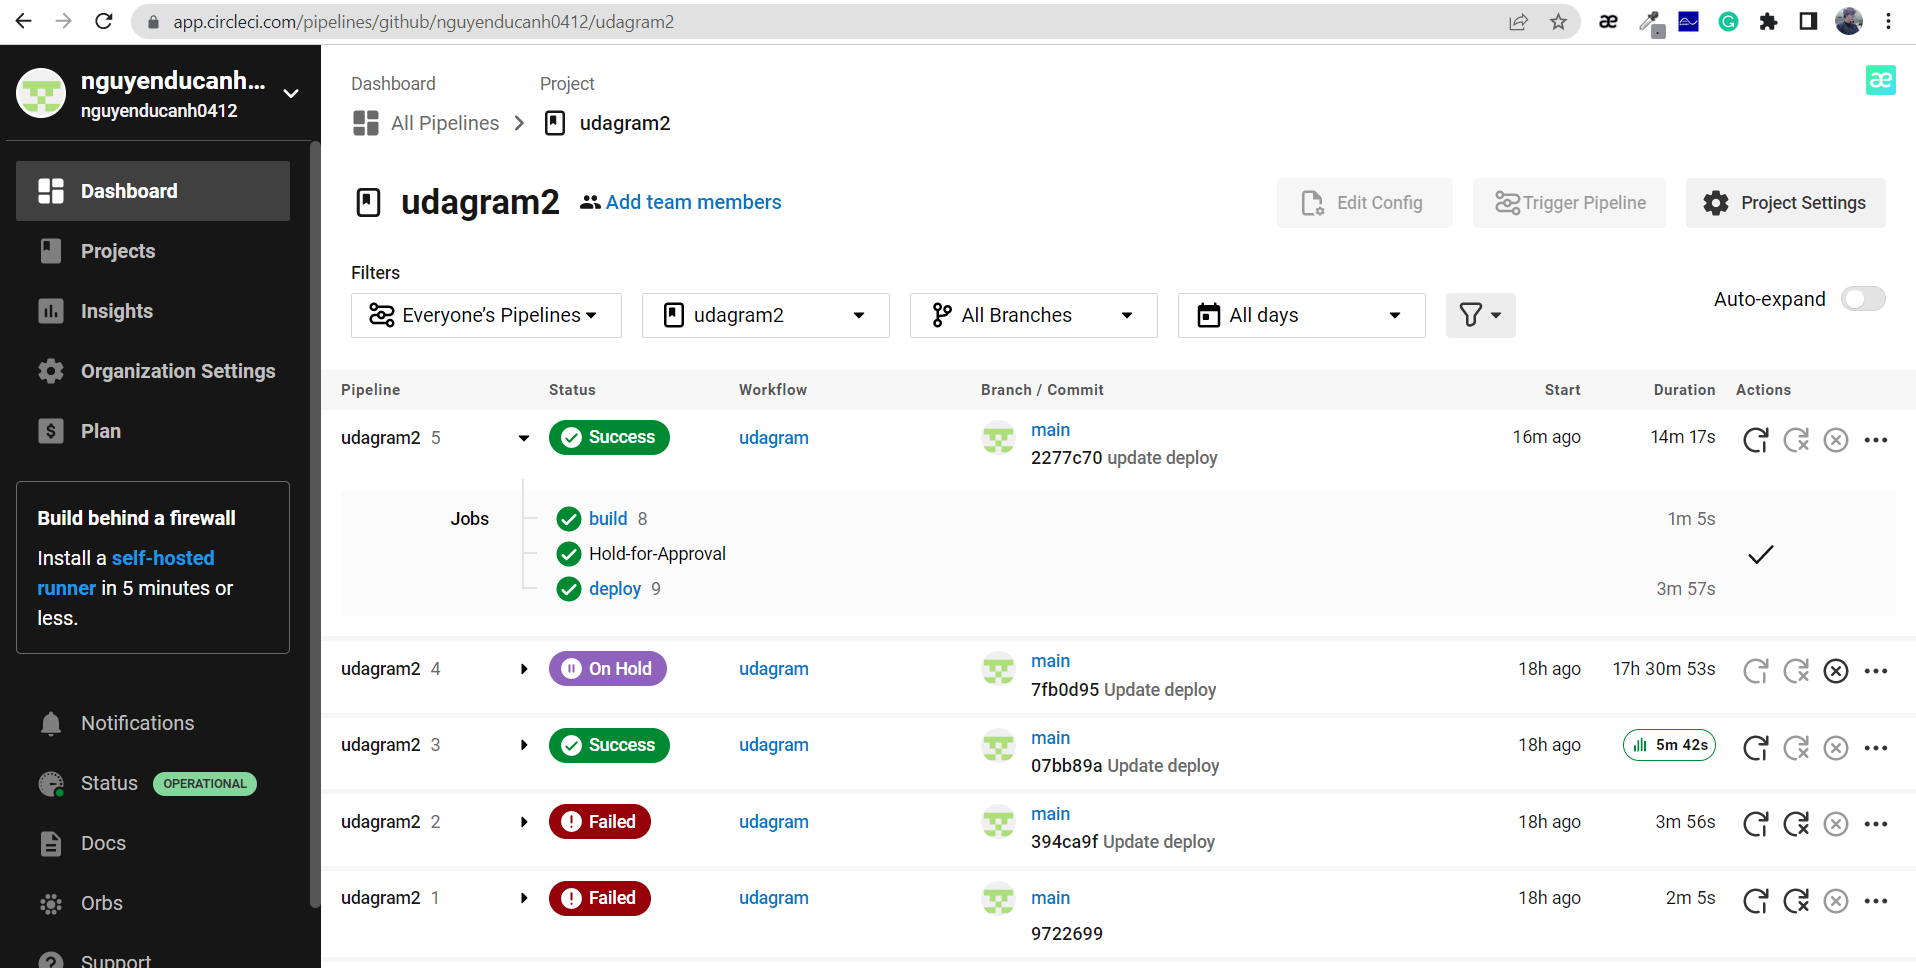 app.circleci.com/pipelines/github/nguyenducanh0412/udagram2
nguyenducanh...
nguyenducanh0412
Dashboard
Projects
Insights
Organization Settings
Plan
Build behind a firewall
Install a self-hosted
runner in 5 minutes or
less.
Notifications
Status OPERATIONAL
Docs
Orbs
Support
Dashboard Project
All Pipelines udagram2
æ
udagram2 Add team members Edit Config Trigger Pipeline Project Settings
Filters
Everyone’s Pipelines udagram2 All Branches All days Auto-expand
Pipeline Status Workflow Branch / Commit Start Duration Actions
udagram2 5 Success udagram main 16m ago 14m 17s
2277c70 update deploy
Jobs build 8 1m 5s
Hold-for-Approval
deploy 9 3m 57s
udagram2 4 On Hold udagram main 18h ago 17h 30m 53s
7fb0d95 Update deploy
udagram2 3 Success udagram main 18h ago 5m 42s
07bb89a Update deploy
udagram2 2 Failed udagram main 18h ago 3m 56s
394ca9f Update deploy
udagram2 1 Failed udagram main 18h ago 2m 5s
9722699